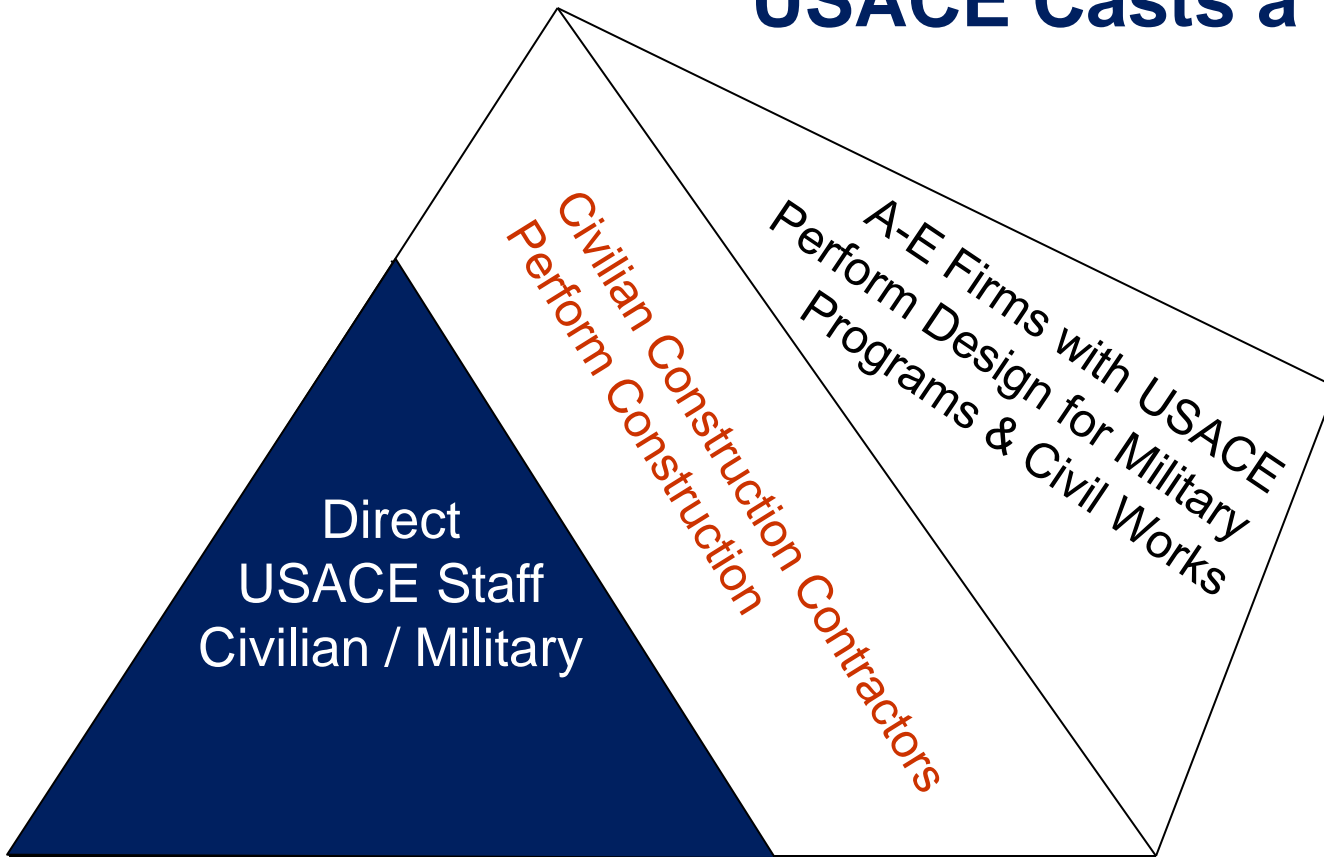 USACE Casts a
Direct
USACE Staff
Civilian / Military
Civilian Construction Contractors
Perform Construction
A-E Firms with USACE
Perform Design for Military
Programs & Civil Works